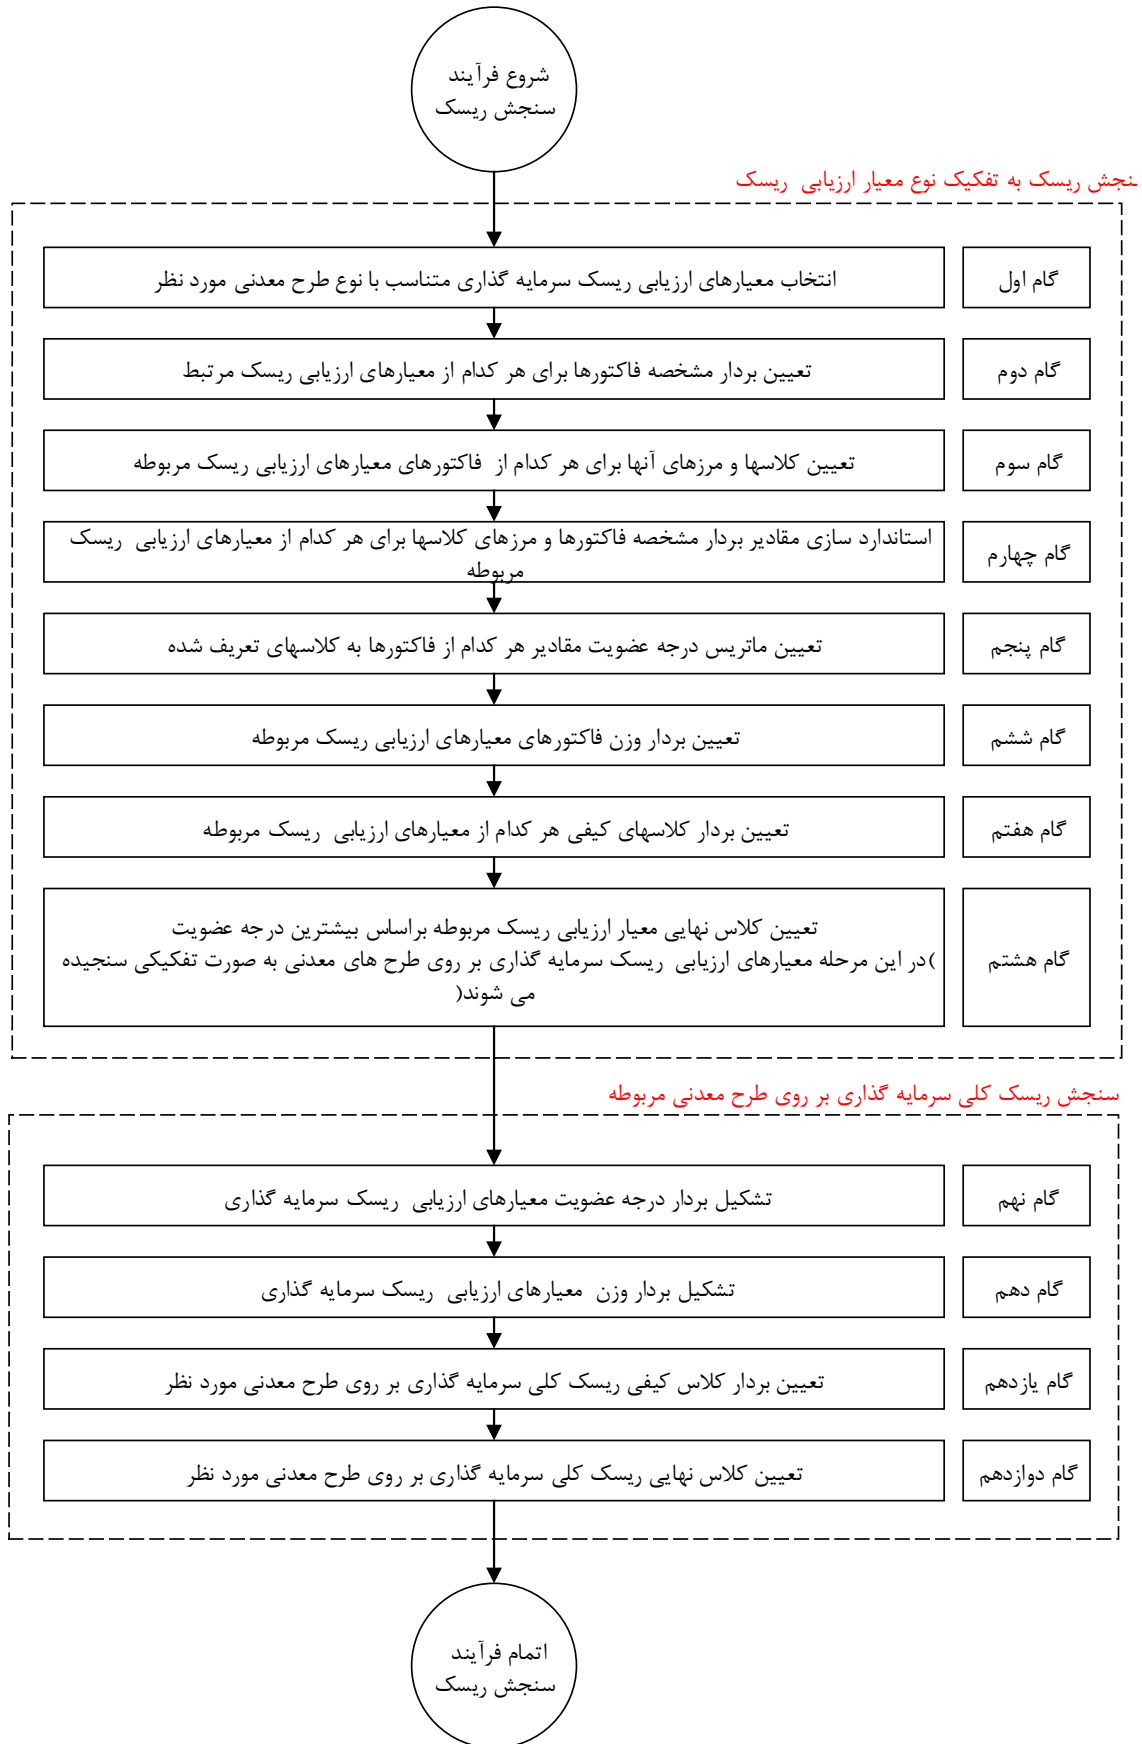 شروع فرآیند
سنجش ریسک
سنجش ریسک به تفکیک نوع معیار ارزیابی ریسک
گام اول
انتخاب معیارهای ارزیابی ریسک سرمایه گذاری متناسب با نوع طرح معدنی مورد نظر
گام دوم
تعیین بردار مشخصه فاکتورها برای هر کدام از معیارهای ارزیابی ریسک مرتبط
گام سوم
تعیین کلاسها و مرزهای آنها برای هر کدام از فاکتورهای معیارهای ارزیابی ریسک مربوطه
گام چهارم
استاندارد سازی مقادیر بردار مشخصه فاکتورها و مرزهای کلاسها برای هر کدام از معیارهای ارزیابی ریسک
مربوطه
گام پنجم
تعیین ماتریس درجه عضویت مقادیر هر کدام از فاکتورها به کلاسهای تعریف شده
گام ششم
تعیین بردار وزن فاکتورهای معیارهای ارزیابی ریسک مربوطه
گام هفتم
تعیین بردار کلاسهای کیفی هر کدام از معیارهای ارزیابی ریسک مربوطه
گام هشتم
تعیین کلاس نهایی معیار ارزیابی ریسک مربوطه براساس بیشترین درجه عضویت
(در این مرحله معیارهای ارزیابی ریسک سرمایه گذاری بر روی طرح های معدنی به صورت تفکیکی سنجیده
می شوند)
سنجش ریسک کلی سرمایه گذاری بر روی طرح معدنی مربوطه
گام نهم
تشکیل بردار درجه عضویت معیارهای ارزیابی ریسک سرمایه گذاری
گام دهم
تشکیل بردار وزن معیارهای ارزیابی ریسک سرمایه گذاری
گام یازدهم
تعیین بردار کلاس کیفی ریسک کلی سرمایه گذاری بر روی طرح معدنی مورد نظر
گام دوازدهم
تعیین کلاس نهایی ریسک کلی سرمایه گذاری بر روی طرح معدنی مورد نظر
اتمام فرآیند
سنجش ریسک